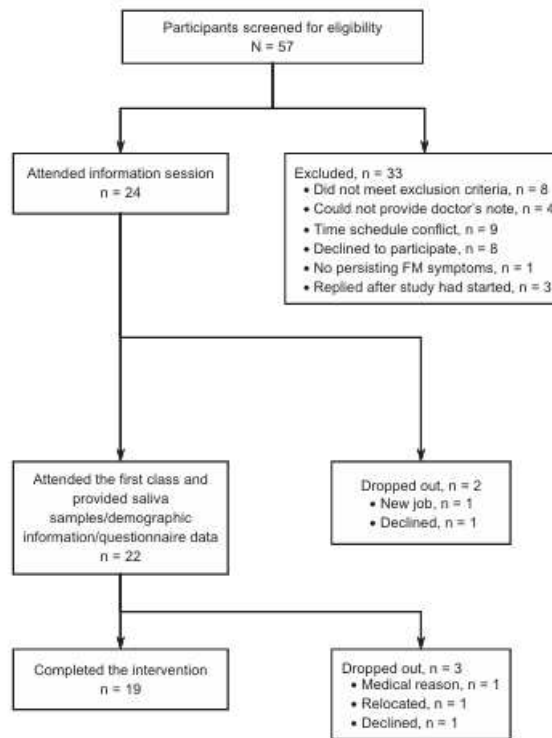 Participants screened for eligibility
N = 57
Attended information session
n = 24
Excluded, n = 33
• Did not meet exclusion criteria, n = 8
• Could not provide doctor's note, n = 4
• Time schedule conflict, n = 9
• Declined to participate, n = 8
• No persisting FM symptoms, n = 1
• Replied after study had started, n = 3
Attended the first class and
provided saliva
samples/demographic
information/questionnaire data
n = 22
Dropped out, n = 2
• New job, n = 1
• Declined, n = 1
Completed the intervention
n = 19
Dropped out, n = 3
• Medical reason, n = 1
• Relocated, n = 1
• Declined, n = 1